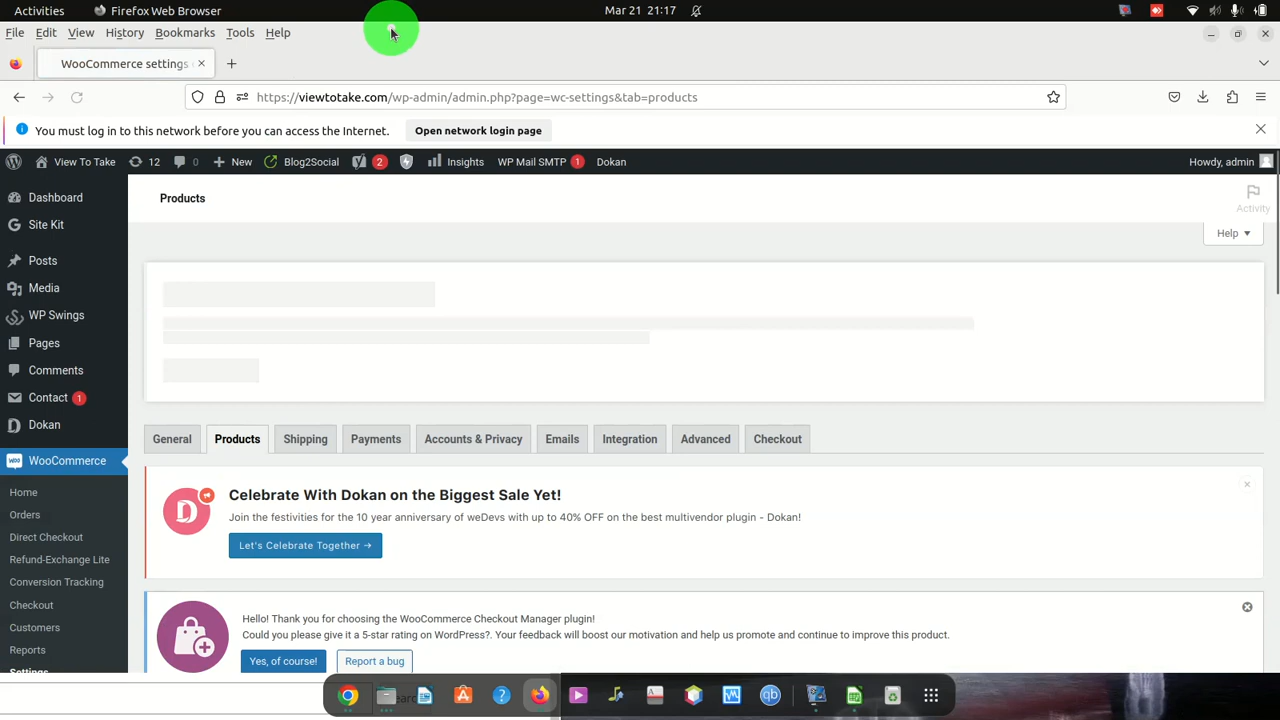 Activities Firefox Web Browser Mar 21 21:17
File Edit View History Bookmarks Tools Help
WooCommerce settings
https://viewtotake.com/wp-admin/admin.php?page=wc-settings&tab=products
You must log in to this network before you can access the Internet. Open network login page
View To Take 12 0 New Blog2Social 2 Insights WP Mail SMTP 1 Dokan Howdy, admin
Dashboard
Site Kit
Posts
Media
WP Swings
Pages
Comments
Contact 1
Dokan
WooCommerce
Home
Orders
Direct Checkout
Refund-Exchange Lite
Conversion Tracking
Checkout
Customers
Reports
Settings
Products
Activity
Help
General Products Shipping Payments Accounts & Privacy Emails Integration Advanced Checkout
Celebrate With Dokan on the Biggest Sale Yet!
Join the festivities for the 10 year anniversary of weDevs with up to 40% OFF on the best multivendor plugin - Dokan!
Let's Celebrate Together →
Hello! Thank you for choosing the WooCommerce Checkout Manager plugin!
Could you please give it a 5-star rating on WordPress?. Your feedback will boost our motivation and help us promote and continue to improve this product.
Yes, of course! Report a bug